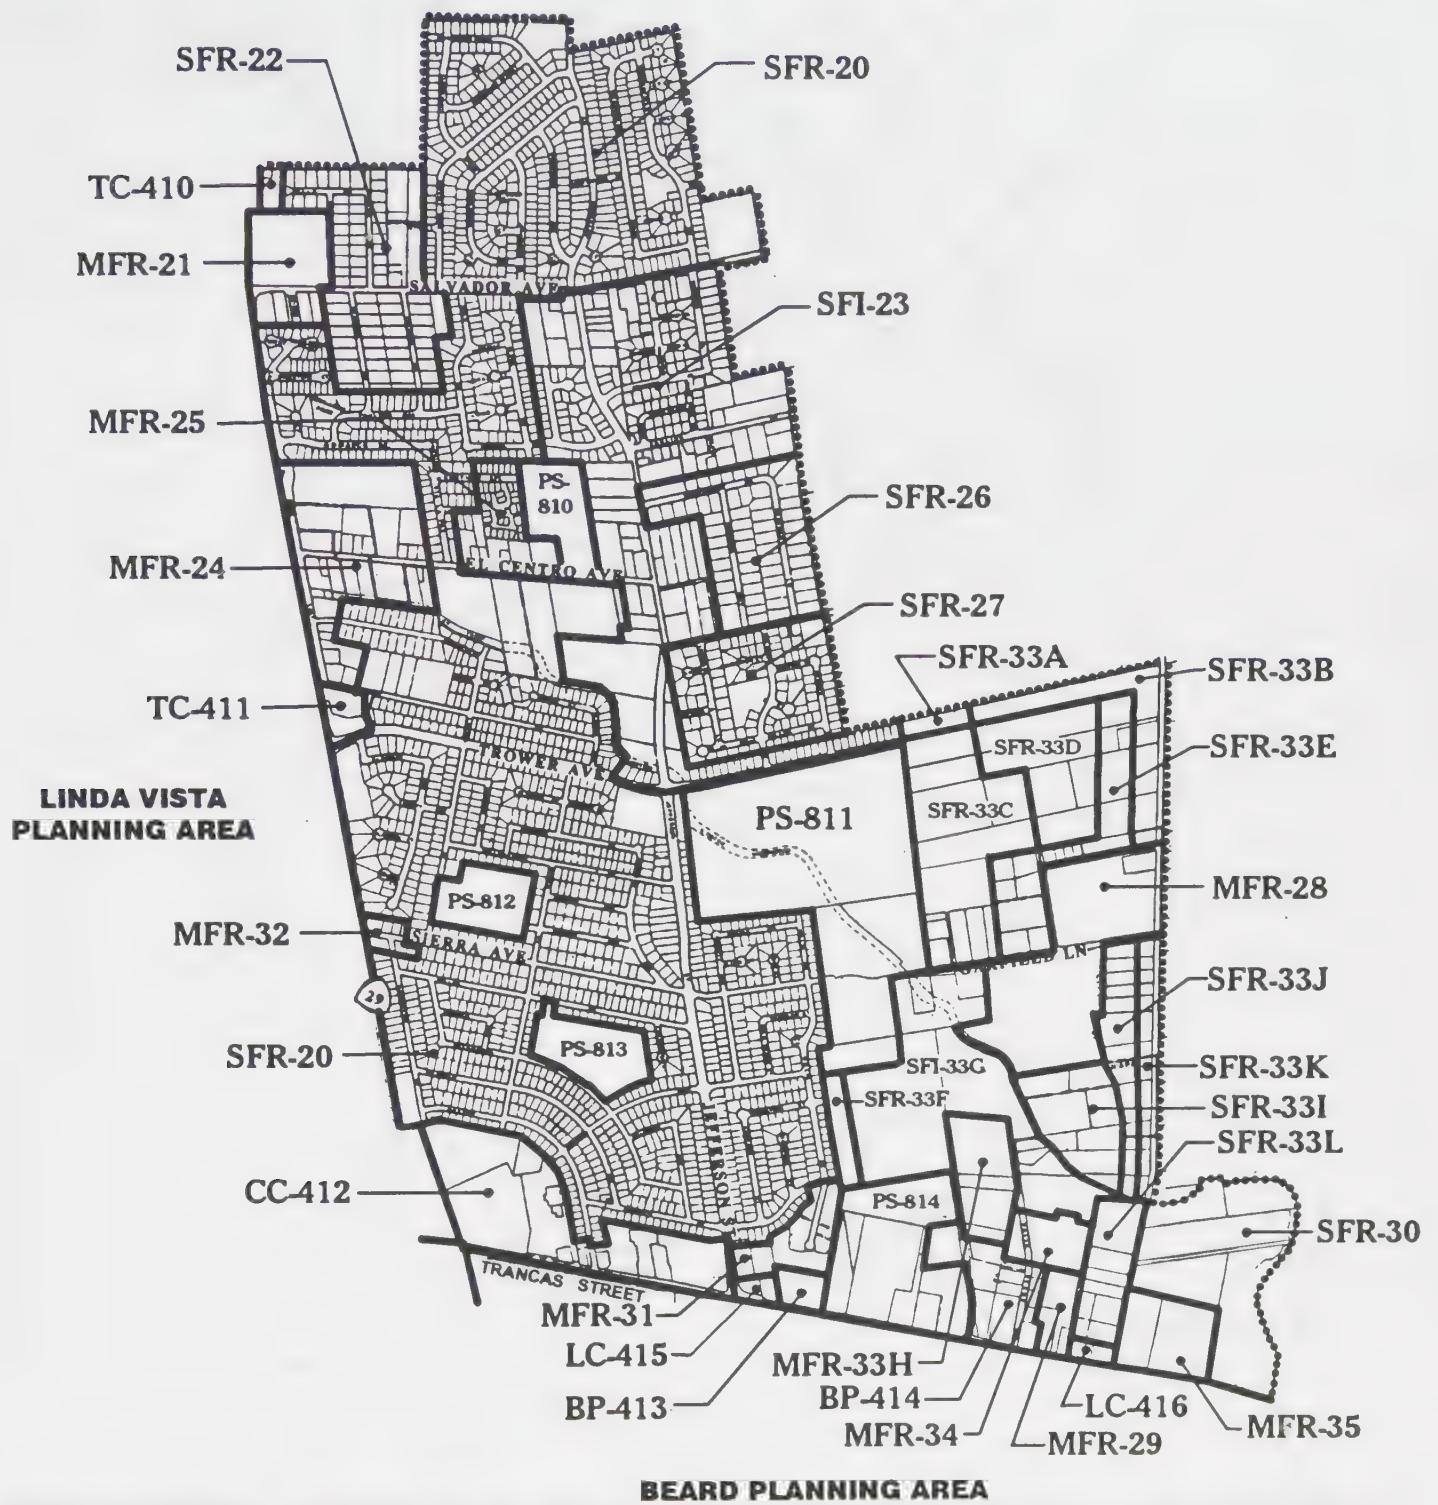 SFR-22
SFR-20
TC-410
MFR-21
SALVADOR AVE
SFI-23
MFR-25
PS-
810
SFR-26
MFR-24
EL CENTRO AVE
SFR-27
SFR-33A
SFR-33B
TC-411
SFR-33D
SFR-33E
TROWER AVE
LINDA VISTA
PLANNING AREA
SFR-33C
PS-811
MFR-28
PS-812
MFR-32
SIERRA AVE
GARFIELD LN
SFR-33J
29
SFR-20
PS-813
SFI-33G
SFR-33K
SFR-33F
SFR-33I
JEFFERSON ST
SFR-33L
CC-412
PS-814
SFR-30
TRANCAS STREET
MFR-31
LC-415
MFR-33H
BP-413
BP-414
LC-416
MFR-34
MFR-29
MFR-35
BEARD PLANNING AREA